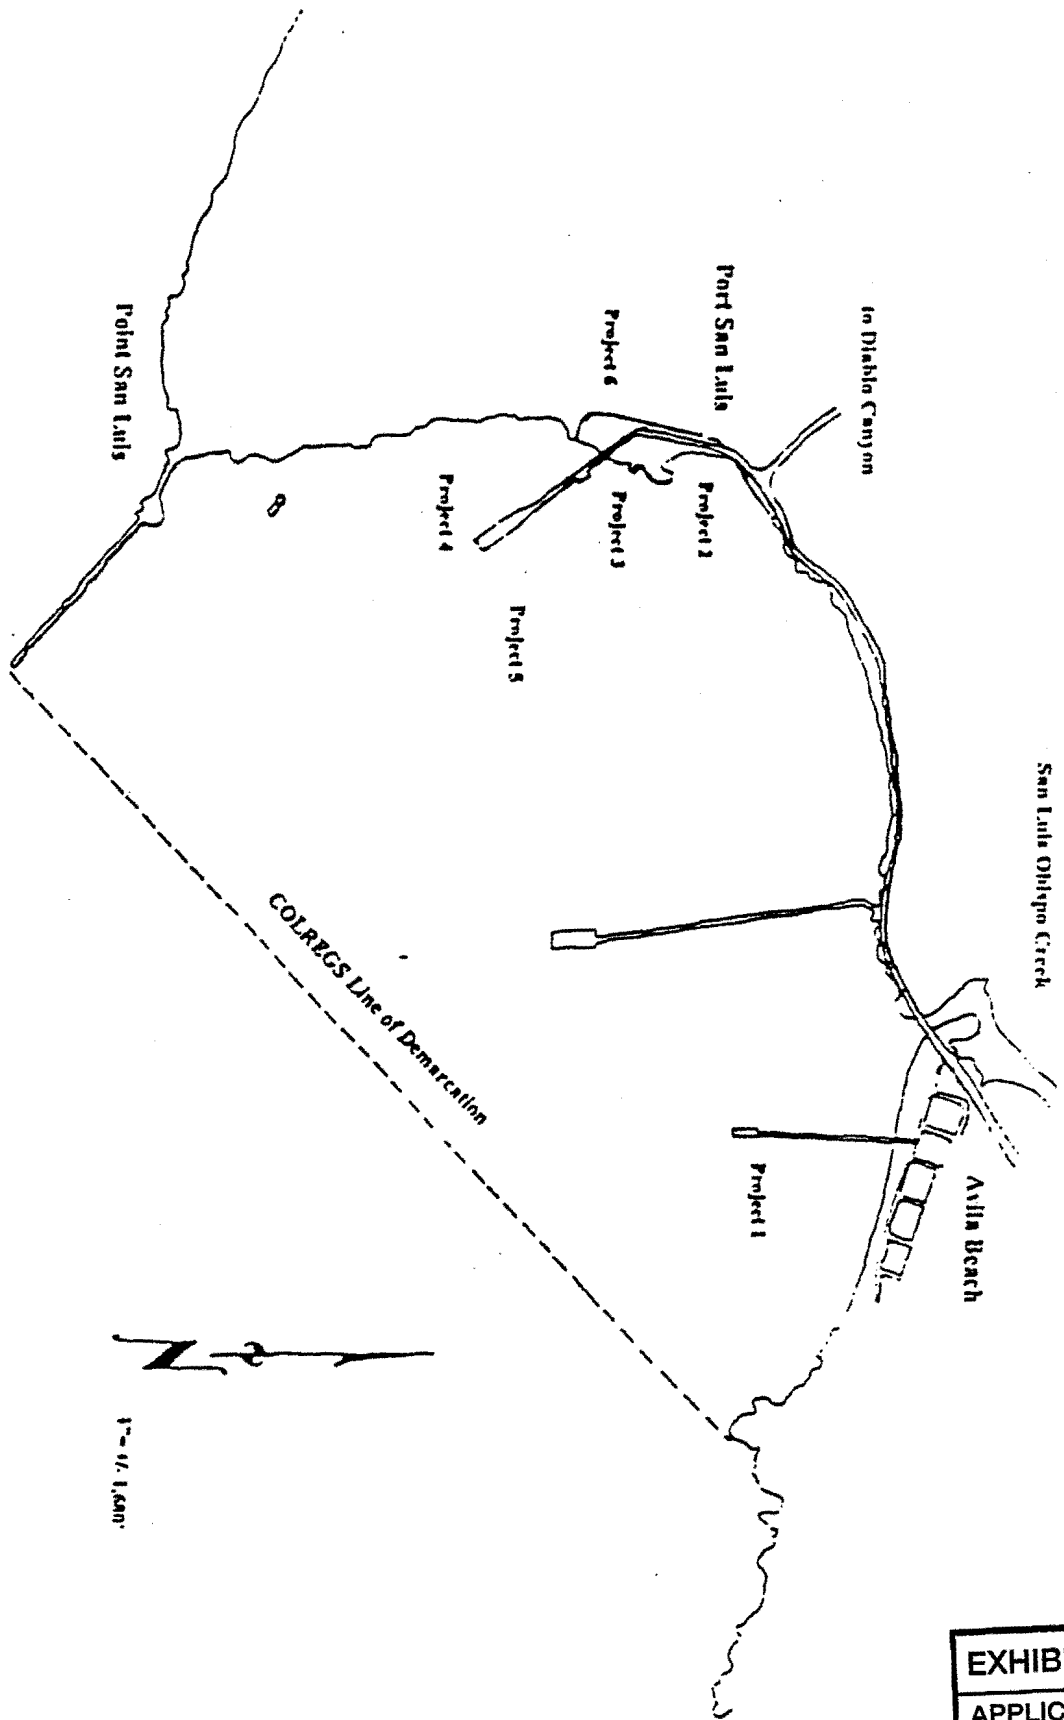 to Diablo Canyon
Port San Luis
Project 6
Point San Luis
Project 2
Project 3
Project 4
Project 5
San Luis Obispo Creek
Avila Beach
Project 1
COLREGS Line of Demarcation
N
EXHIB
APPLIC